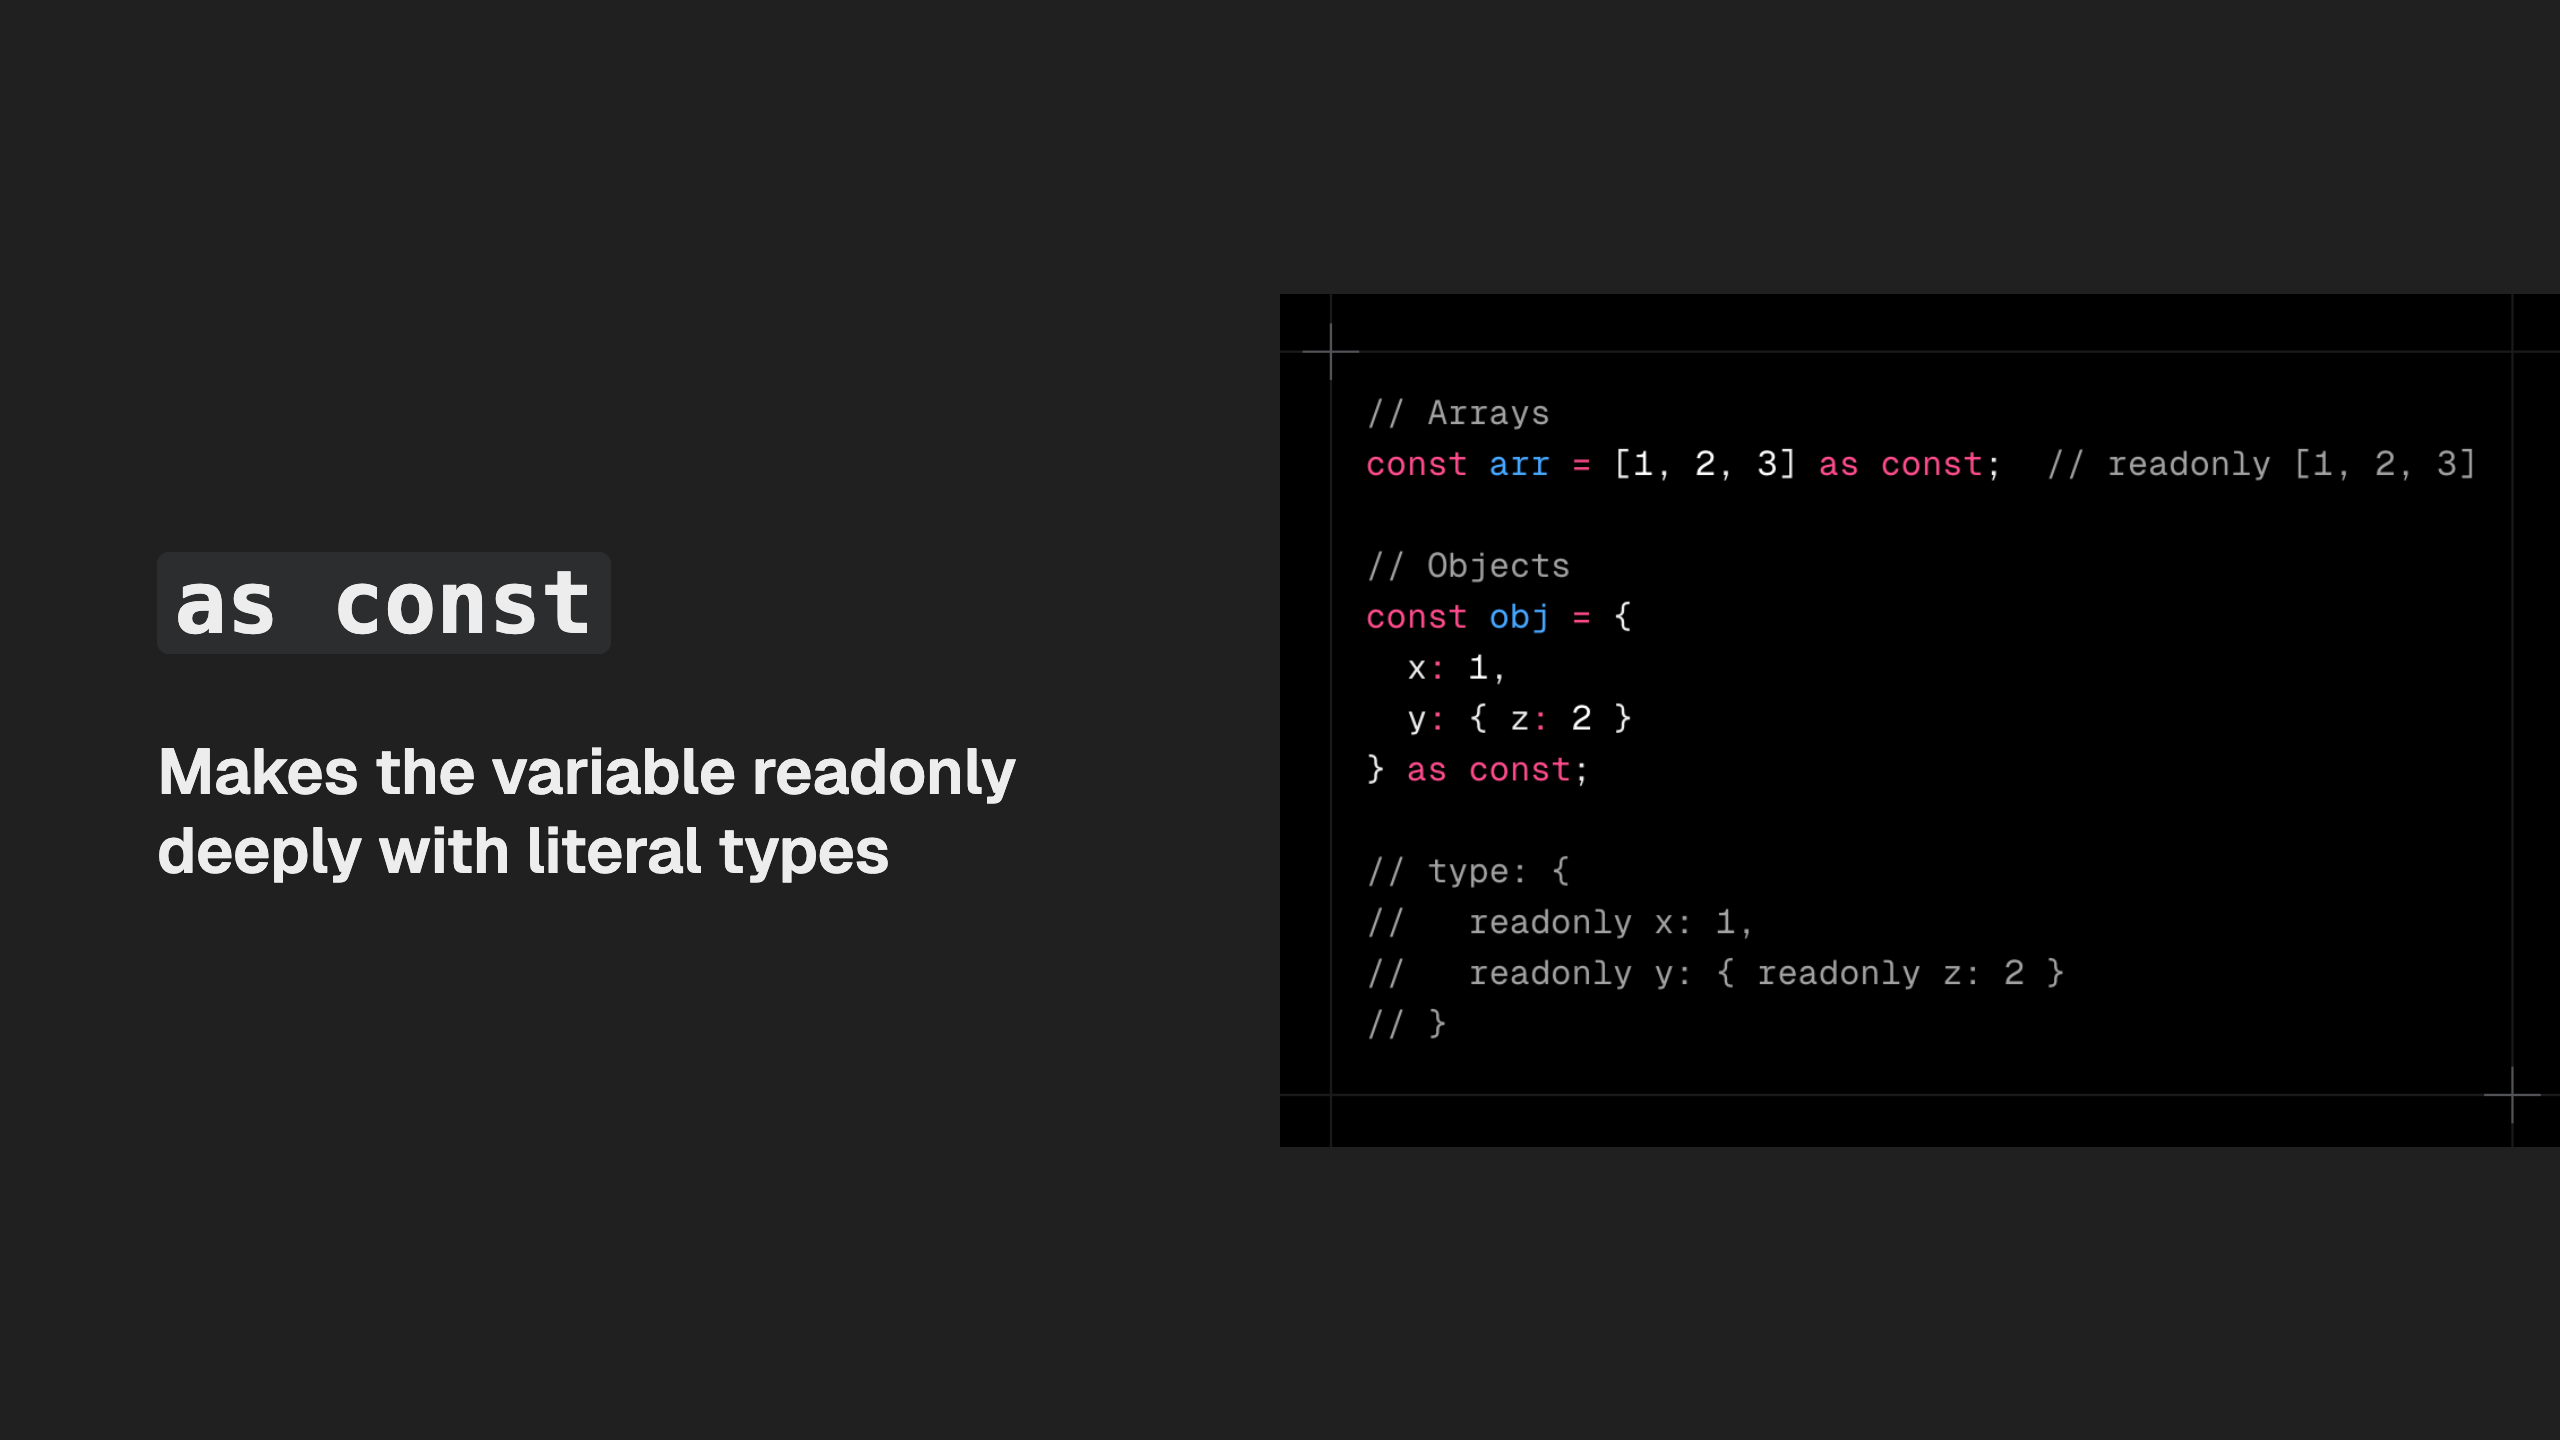 as const
Makes the variable readonly
deeply with literal types
// Arrays
const arr = [1, 2, 3] as const;  // readonly [1, 2, 3]
// Objects
const obj = {
  x: 1,
  y: { z: 2 }
} as const;
// type: {
//   readonly x: 1,
//   readonly y: { readonly z: 2 }
// }